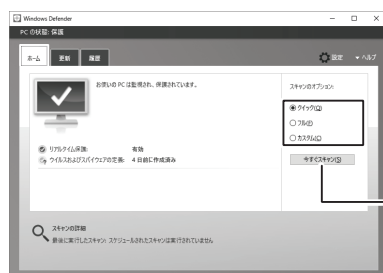 Windows Defender
PC の状態: 保護
ホーム 更新 履歴 設定 ヘルプ
お使いの PC は監視され、保護されています。
スキャンのオプション:
クイック(Q)
フル(F)
カスタム(C)
今すぐスキャン(S)
リアルタイム保護: 有効
ウイルスおよびスパイウェアの定義: 4 日前に作成済み
スキャンの詳細
最後に実行したスキャン: スケジュールされたスキャンは実行されていません